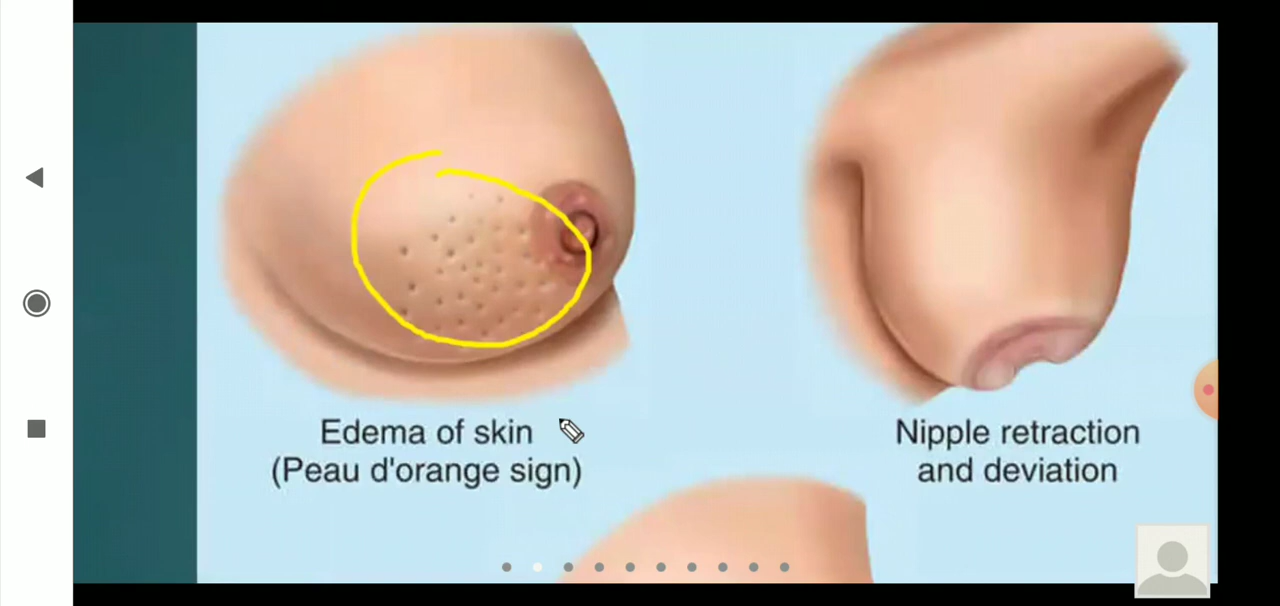 Edema of skin
(Peau d'orange sign)
Nipple retraction
and deviation